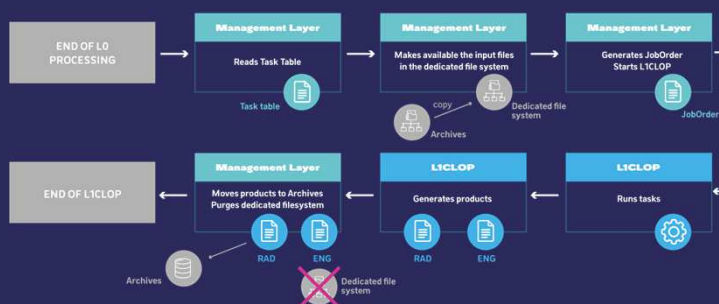 END OF L0
PROCESSING
Management Layer
Reads Task Table
Task table
Management Layer
Makes available the input files
in the dedicated file system
copy
Archives
Dedicated file
system
Management Layer
Generates JobOrder
Starts L1CLOP
JobOrder
END OF L1CLOP
Management Layer
Moves products to Archives
Purges dedicated filesystem
RAD
ENG
Archives
Dedicated file
system
L1CLOP
Generates products
RAD
ENG
L1CLOP
Runs tasks